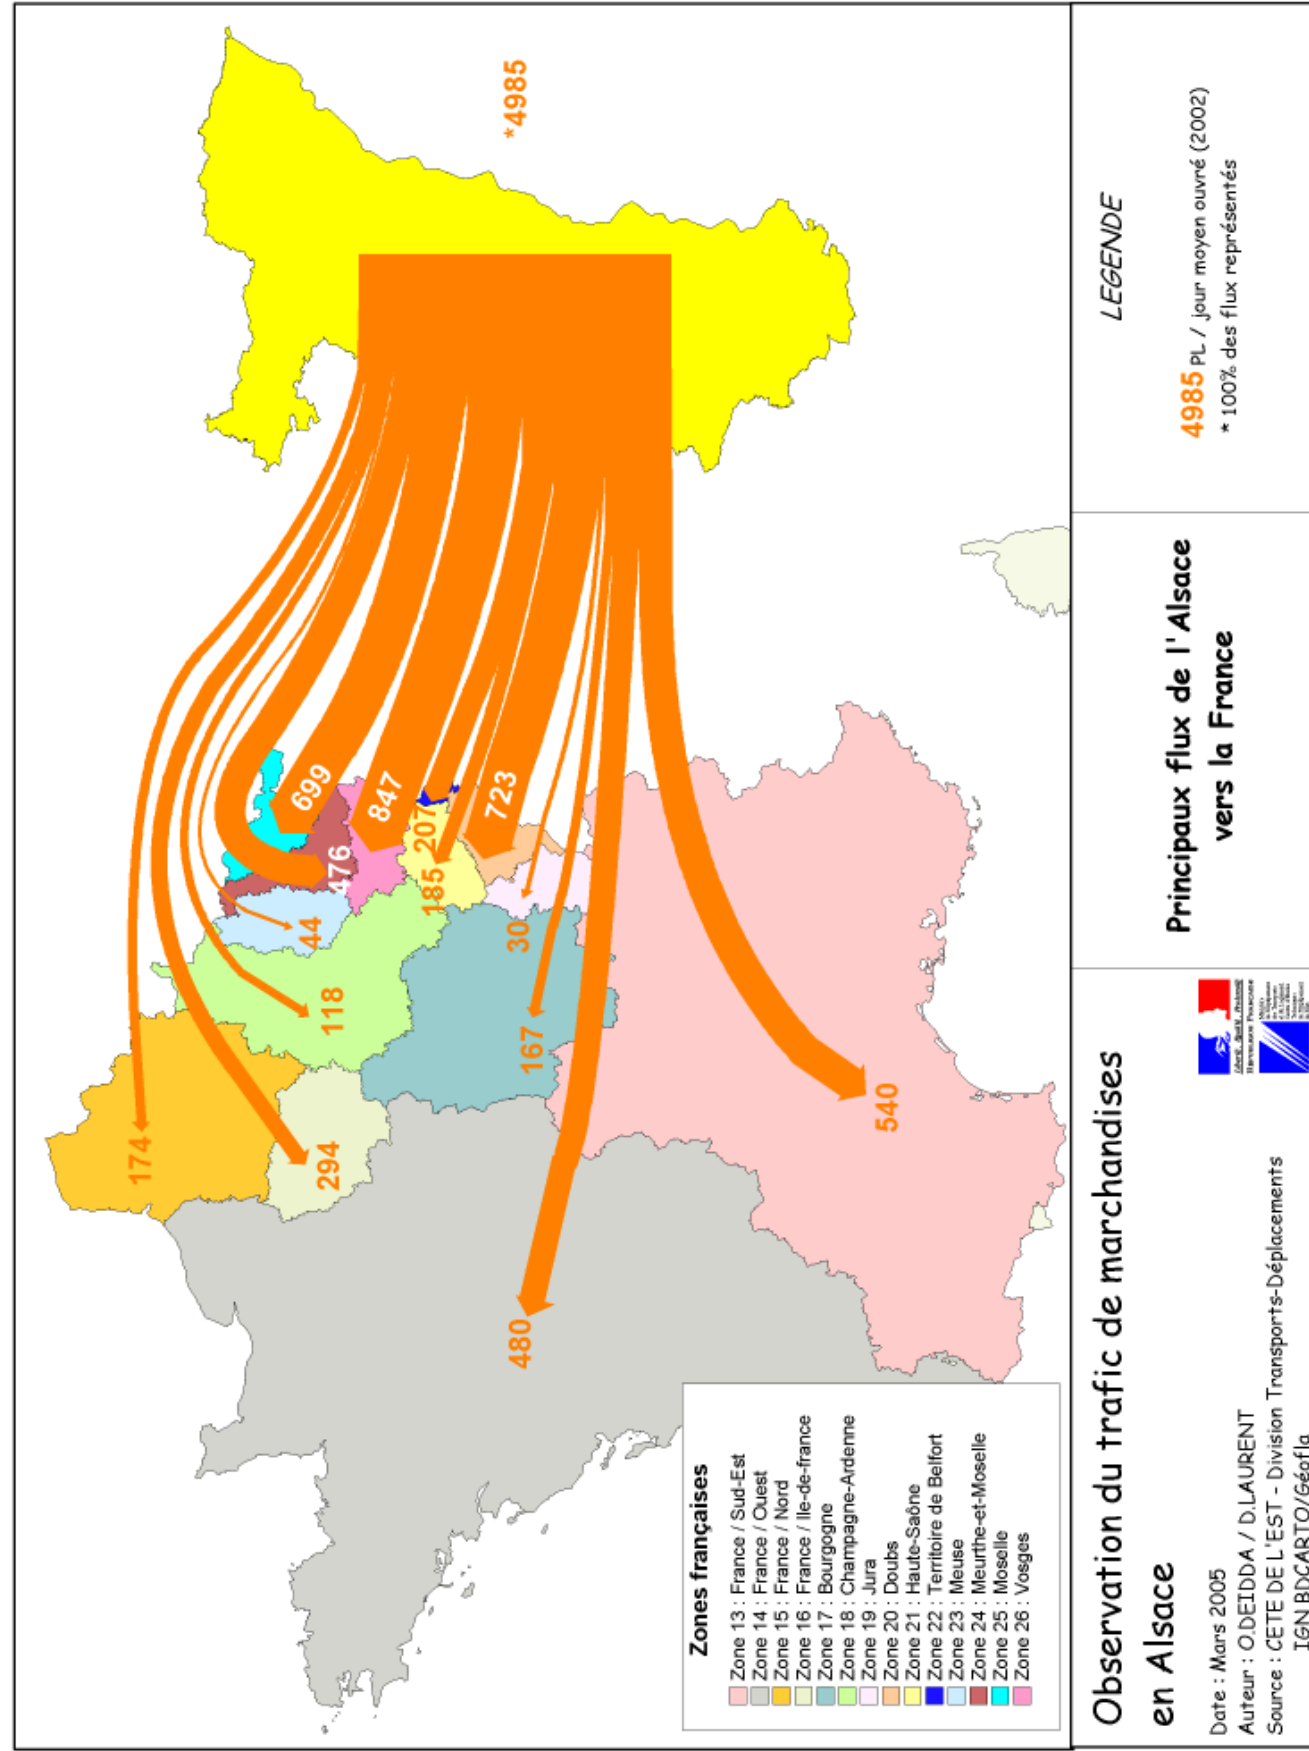 *4985
174
294
118
44
476
699
847
207
185
723
30
167
480
540
Zones françaises
Zone 13 : France / Sud-Est
Zone 14 : France / Ouest
Zone 15 : France / Nord
Zone 16 : France / Ile-de-france
Zone 17 : Bourgogne
Zone 18 : Champagne-Ardenne
Zone 19 : Jura
Zone 20 : Doubs
Zone 21 : Haute-Saône
Zone 22 : Territoire de Belfort
Zone 23 : Meuse
Zone 24 : Meurthe-et-Moselle
Zone 25 : Moselle
Zone 26 : Vosges
Observation du trafic de marchandises
en Alsace
Date : Mars 2005
Auteur : O.DEIDDA / D.LAURENT
Source : CETE DE L'EST - Division Transports-Déplacements
IGN BDCARTO/Géofla
Principaux flux de l'Alsace
vers la France
LEGENDE
4985 PL / jour moyen ouvré (2002)
* 100% des flux représentés